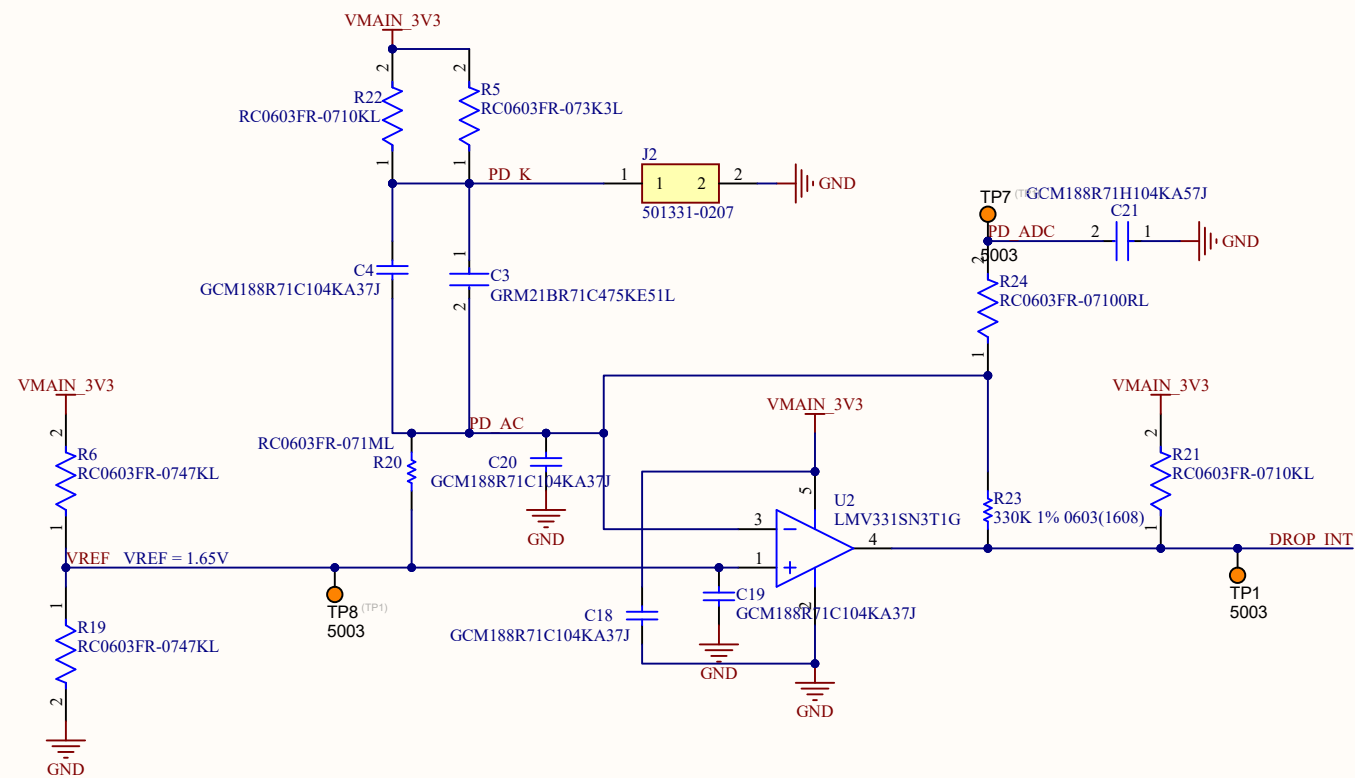 VMAIN_3V3
2
2
R22
RC0603FR-0710KL
R5
RC0603FR-073K3L
1
1
PD_K
J2
1
1 2
2
GND
501331-0207
TP7
GCM188R71H104KA57J
C21
PD_ADC
2
1
GND
5003
2
R24
RC0603FR-07100RL
1
C4
GCM188R71C104KA37J
1
C3
GRM21BR71C475KE51L
2
VMAIN_3V3
2
R6
RC0603FR-0747KL
1
VREF VREF = 1.65V
1
R19
RC0603FR-0747KL
2
GND
PD_AC
RC0603FR-071ML
R20
C20
GCM188R71C104KA37J
GND
TP8 (TP1)
5003
VMAIN_3V3
5
U2
LMV331SN3T1G
3
1
4
2
C18
GCM188R71C104KA37J
C19
GCM188R71C104KA37J
GND
GND
R23
330K 1% 0603(1608)
VMAIN_3V3
2
R21
RC0603FR-0710KL
1
DROP_INT
TP1
5003